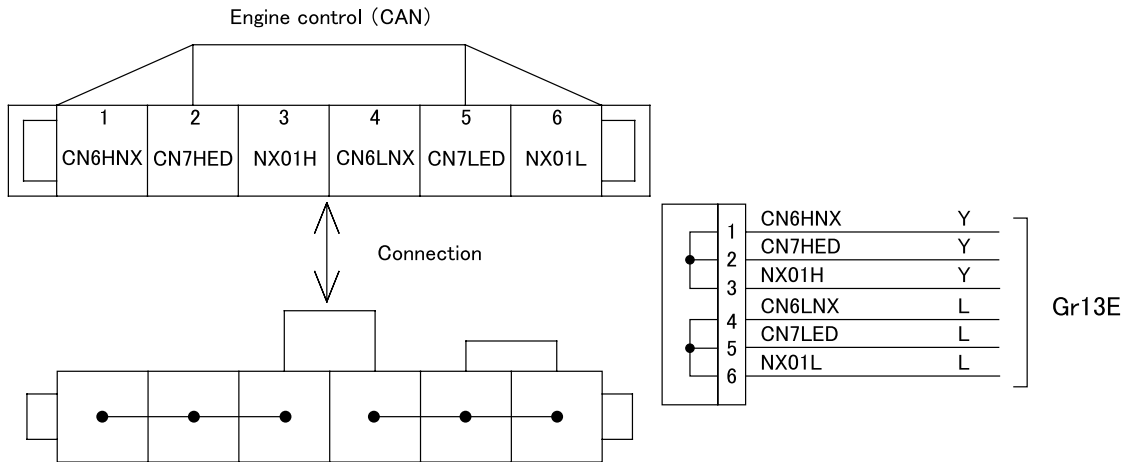 Engine control (CAN)
1 2 3 4 5 6
CN6HNX CN7HED NX01H CN6LNX CN7LED NX01L
Connection
1 CN6HNX Y
2 CN7HED Y
3 NX01H Y
4 CN6LNX L
5 CN7LED L
6 NX01L L
Gr13E